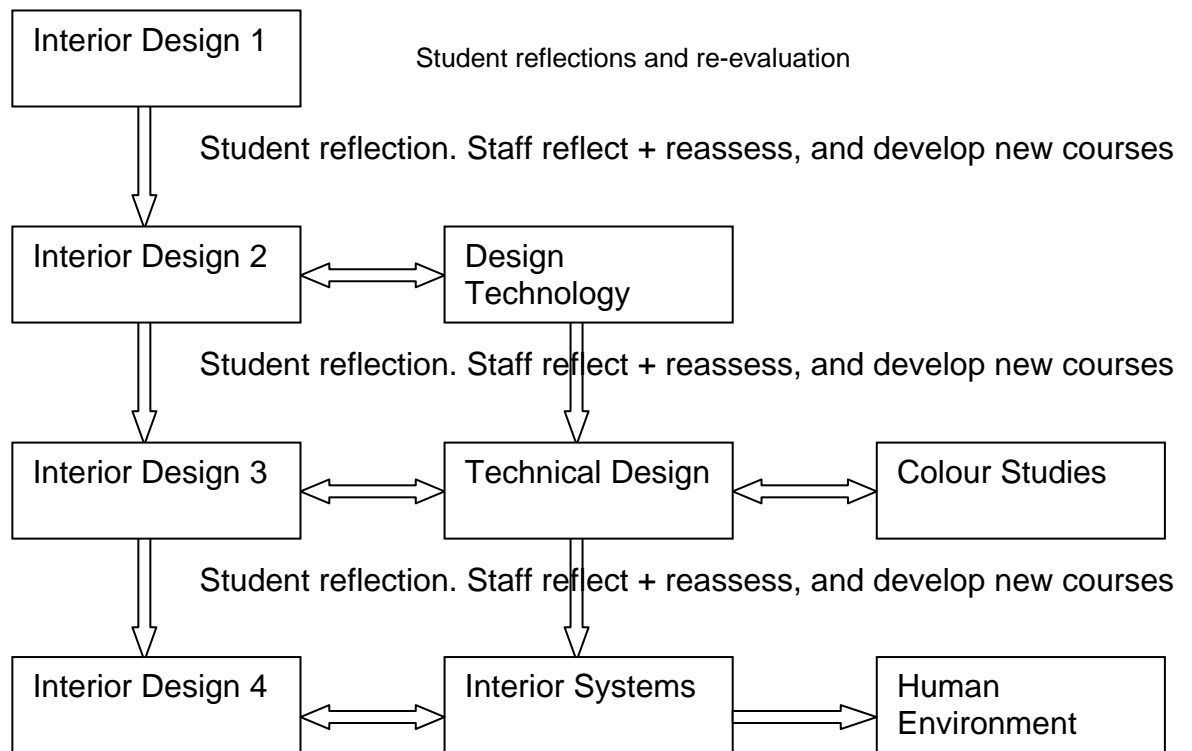 Interior Design 1
Student reflections and re-evaluation
Student reflection. Staff reflect + reassess, and develop new courses
Interior Design 2
Design
Technology
Student reflection. Staff reflect + reassess, and develop new courses
Interior Design 3
Technical Design
Colour Studies
Student reflection. Staff reflect + reassess, and develop new courses
Interior Design 4
Interior Systems
Human
Environment